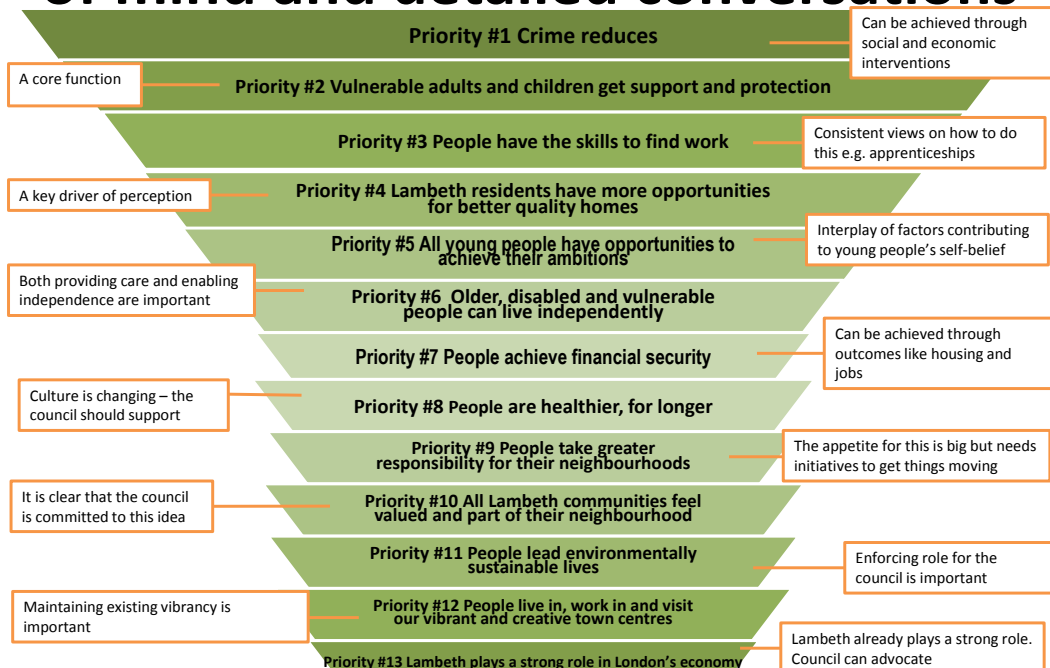 of mind and detailed conversations
Priority #1 Crime reduces
Can be achieved through
social and economic
interventions
A core function
Priority #2 Vulnerable adults and children get support and protection
Priority #3 People have the skills to find work
Consistent views on how to do
this e.g. apprenticeships
A key driver of perception
Priority #4 Lambeth residents have more opportunities
for better quality homes
Priority #5 All young people have opportunities to
achieve their ambitions
Interplay of factors contributing
to young people's self-belief
Both providing care and enabling
independence are important
Priority #6 Older, disabled and vulnerable
people can live independently
Priority #7 People achieve financial security
Can be achieved through
outcomes like housing and
jobs
Culture is changing – the
council should support
Priority #8 People are healthier, for longer
Priority #9 People take greater
responsibility for their neighbourhoods
The appetite for this is big but needs
initiatives to get things moving
It is clear that the council
is committed to this idea
Priority #10 All Lambeth communities feel
valued and part of their neighbourhood
Priority #11 People lead environmentally
sustainable lives
Enforcing role for the
council is important
Maintaining existing vibrancy is
important
Priority #12 People live in, work in and visit
our vibrant and creative town centres
Priority #13 Lambeth plays a strong role in London's economy
Lambeth already plays a strong role.
Council can advocate